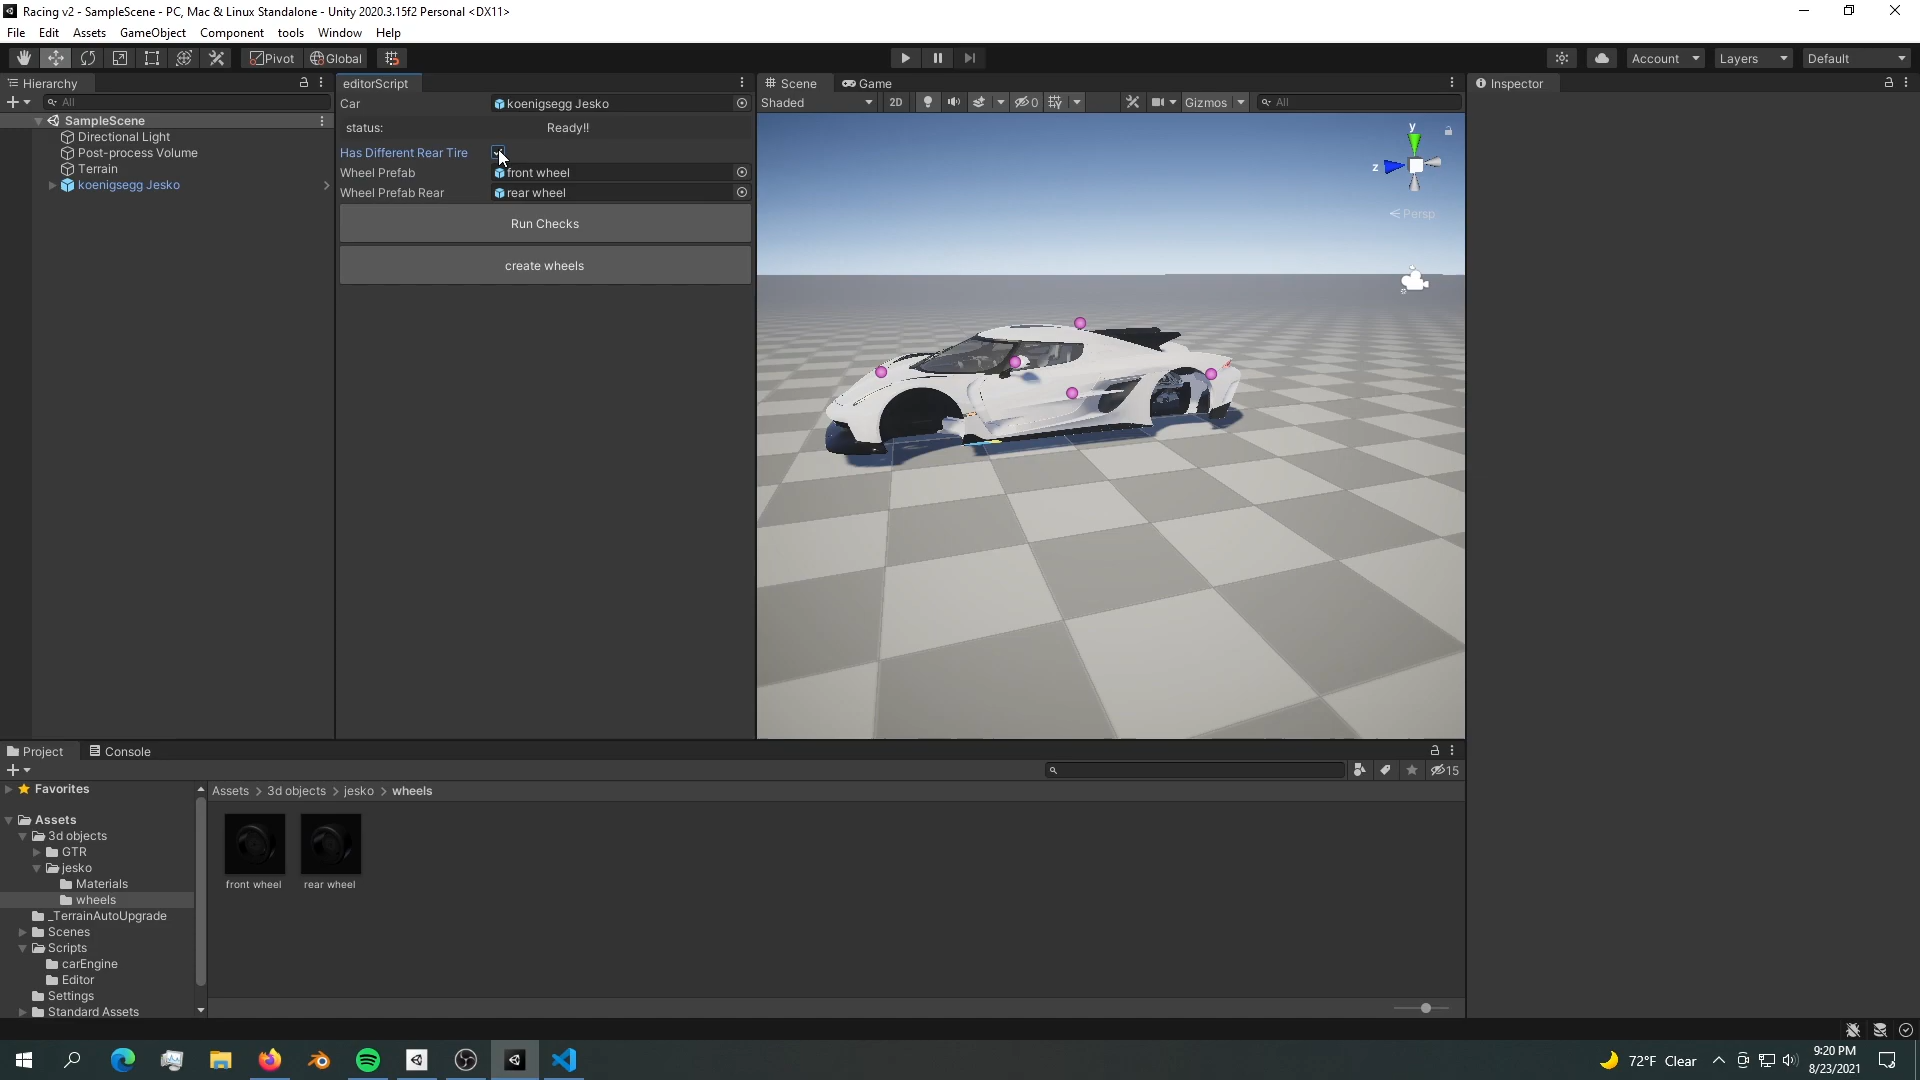 Racing v2 - SampleScene - PC, Mac & Linux Standalone - Unity 2020.3.15f2 Personal <DX11>
File Edit Assets GameObject Component tools Window Help
Pivot Global Account Layers Default
Hierarchy
All
SampleScene
Directional Light
Post-process Volume
Terrain
koenigsegg Jesko
editorScript
Car koenigsegg Jesko
status: Ready!!
Has Different Rear Tire
Wheel Prefab front wheel
Wheel Prefab Rear rear wheel
Run Checks
create wheels
Scene Game
Shaded 2D 0 Gizmos All
y
z
Persp
Inspector
Project Console
15
Favorites
Assets
3d objects
GTR
jesko
Materials
wheels
_TerrainAutoUpgrade
Scenes
Scripts
carEngine
Editor
Settings
Standard Assets
Assets > 3d objects > jesko > wheels
front wheel rear wheel
72°F Clear
9:20 PM
8/23/2021